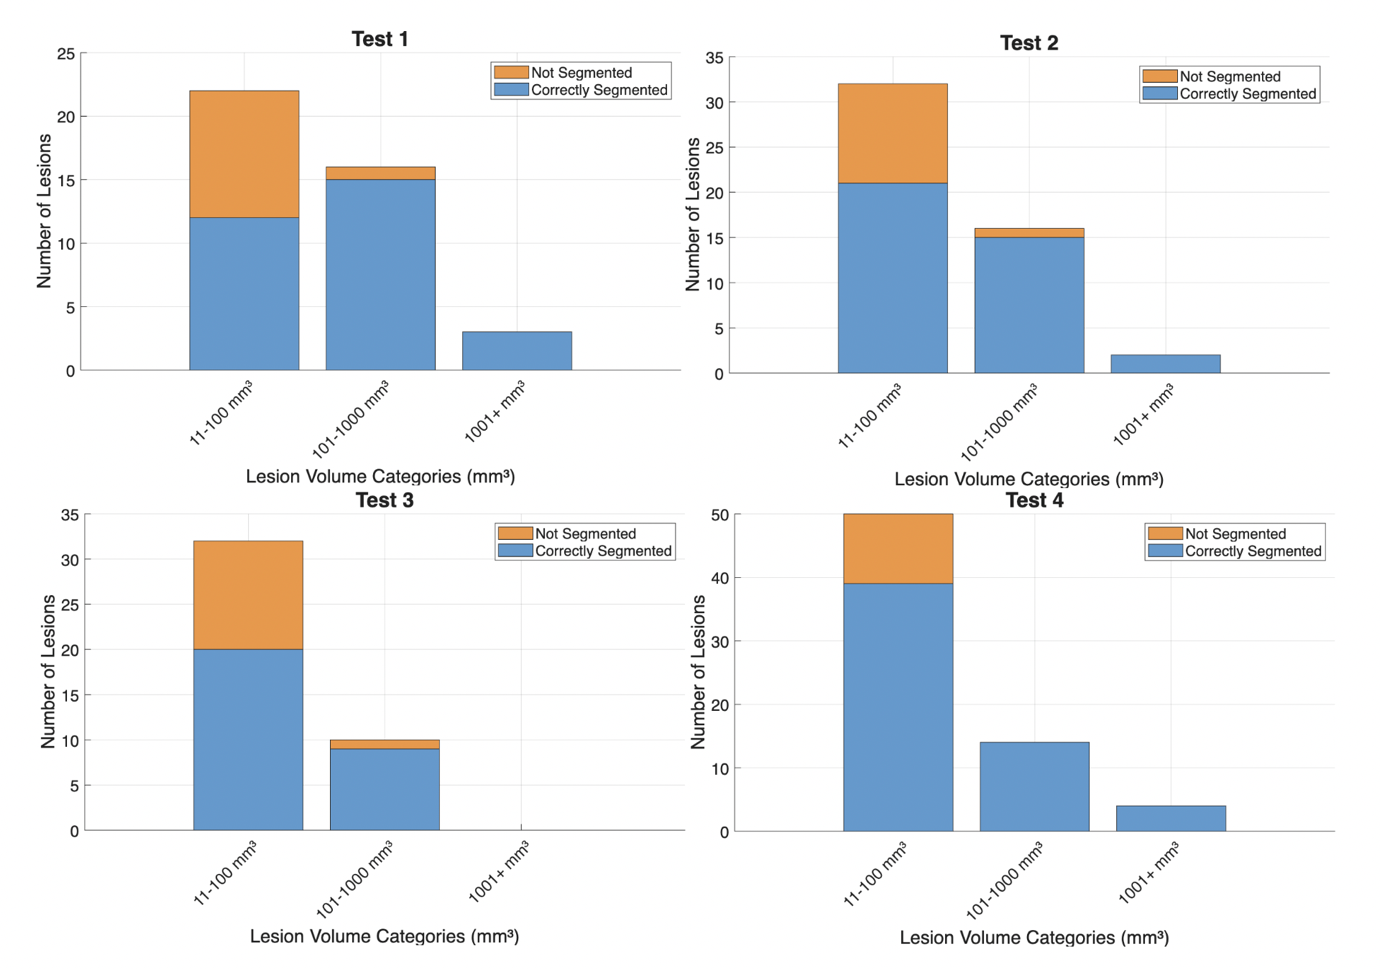 Test 1
Number of Lesions
25
20
15
10
5
0
Not Segmented
Correctly Segmented
11-100 mm³
101-1000 mm³
1001+ mm³
Lesion Volume Categories (mm³)
Test 2
Number of Lesions
35
30
25
20
15
10
5
0
Not Segmented
Correctly Segmented
11-100 mm³
101-1000 mm³
1001+ mm³
Lesion Volume Categories (mm³)
Test 3
Number of Lesions
35
30
25
20
15
10
5
0
Not Segmented
Correctly Segmented
11-100 mm³
101-1000 mm³
1001+ mm³
Lesion Volume Categories (mm³)
Test 4
Number of Lesions
50
40
30
20
10
0
Not Segmented
Correctly Segmented
11-100 mm³
101-1000 mm³
1001+ mm³
Lesion Volume Categories (mm³)